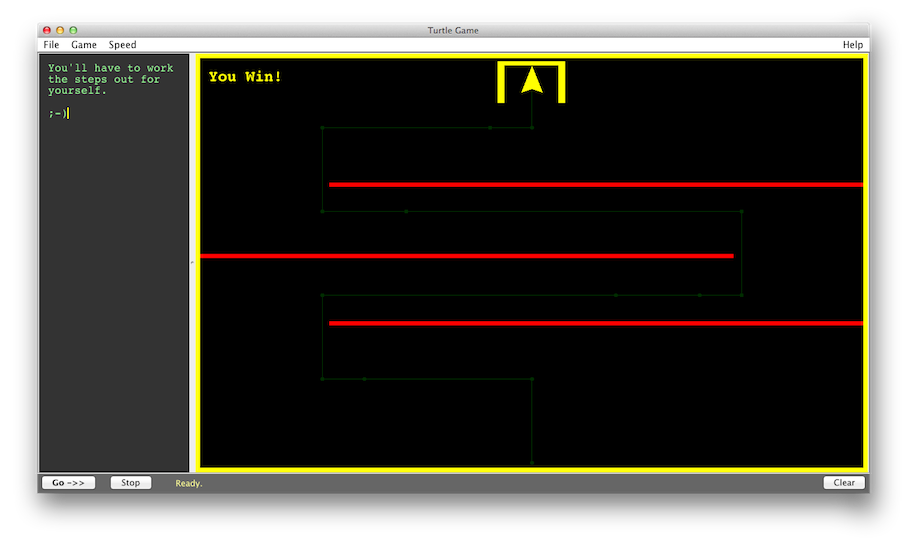 Turtle Game
File Game Speed Help
You'll have to work
the steps out for
yourself.
;-)
You Win!
Go ->>
Stop
Ready.
Clear